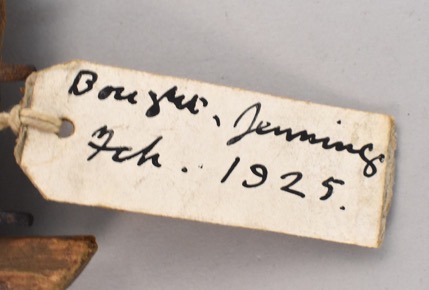 Bought, Jennings
Feb. 1925.